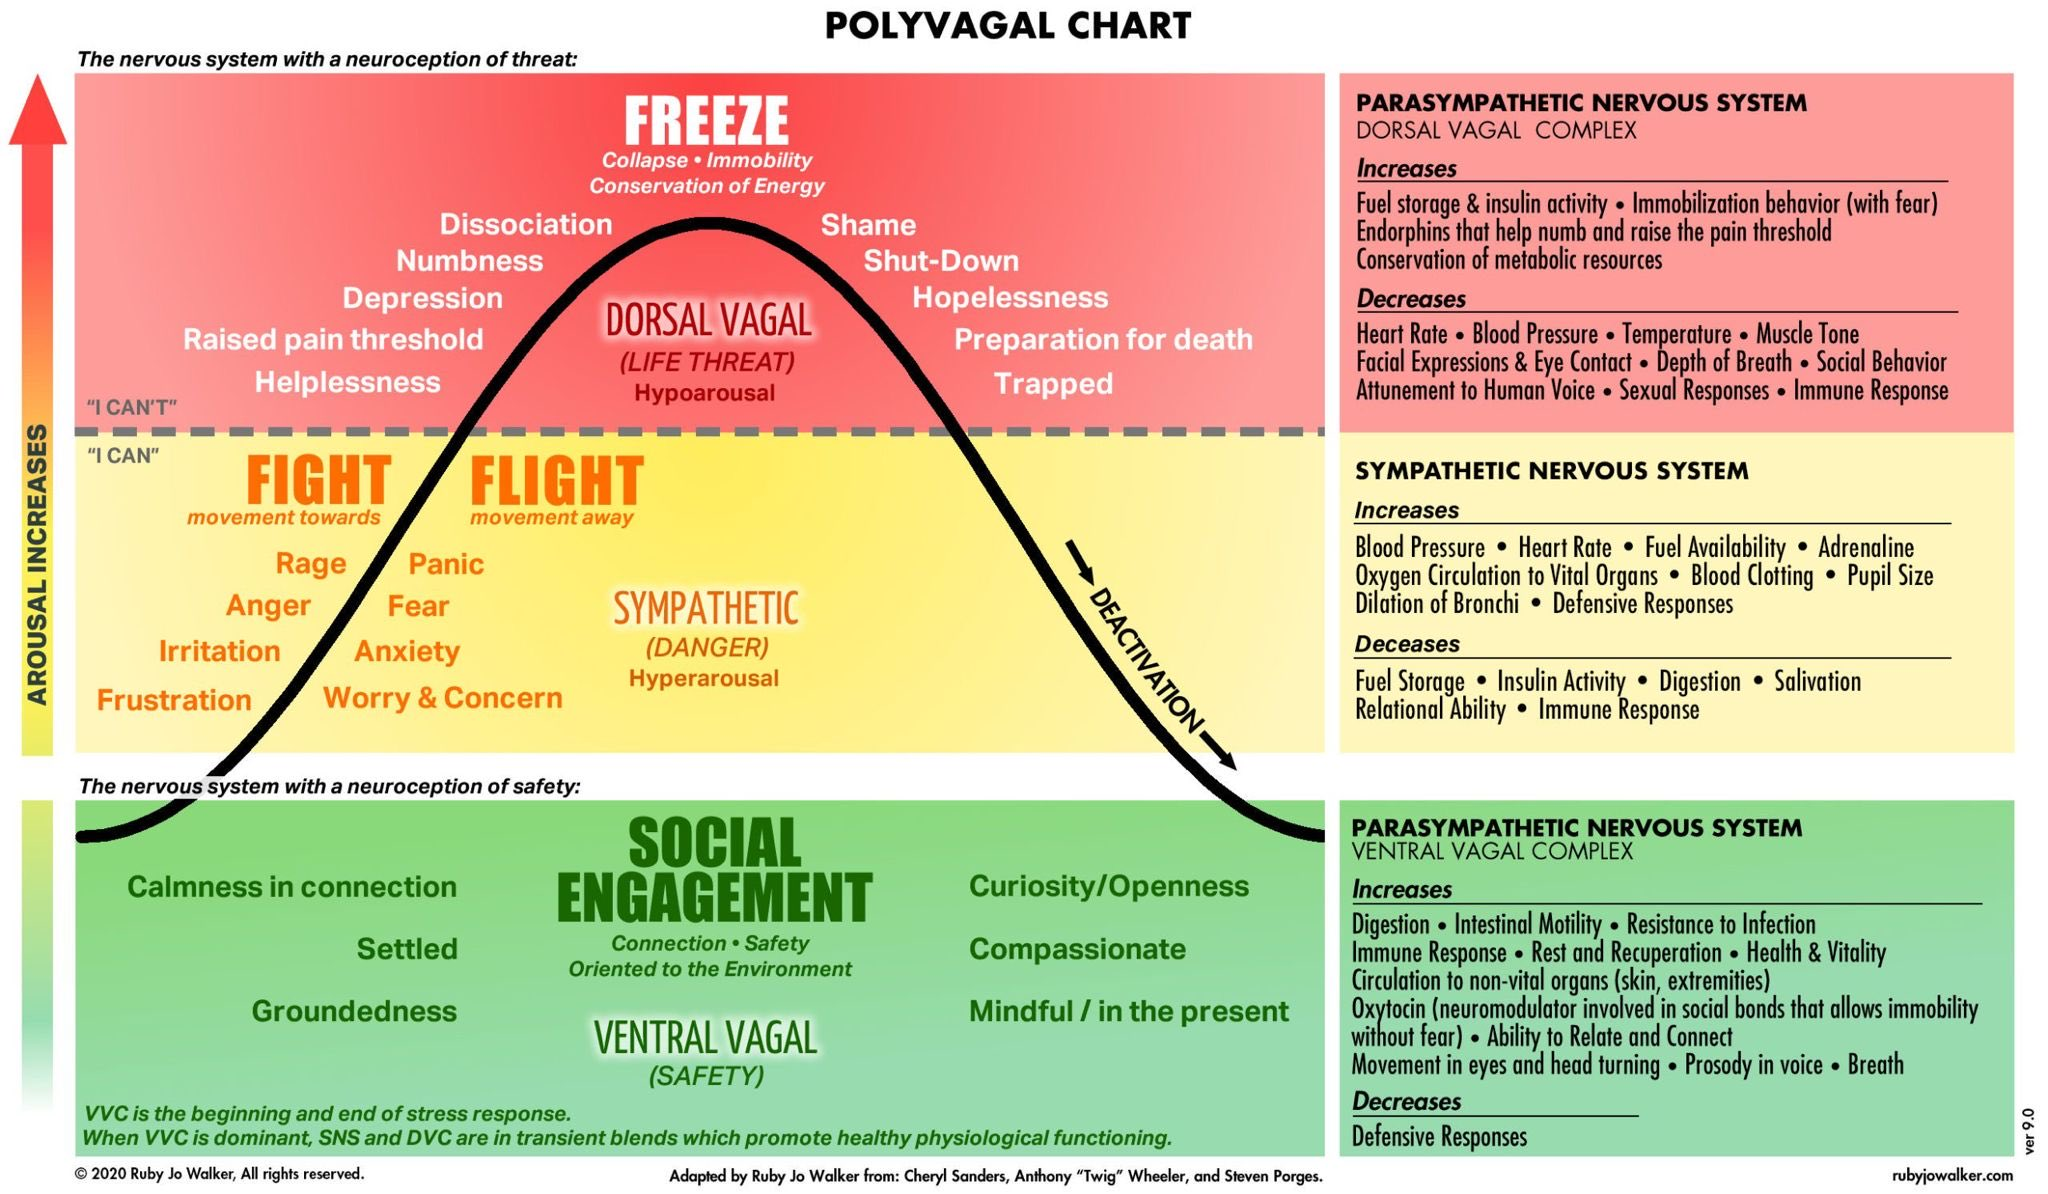 POLYVAGAL CHART
The nervous system with a neuroception of threat:
AROUSAL INCREASES
FREEZE
Collapse • Immobility
Conservation of Energy
Dissociation
Numbness
Depression
Raised pain threshold
Helplessness
Shame
Shut-Down
Hopelessness
Preparation for death
Trapped
DORSAL VAGAL
(LIFE THREAT)
Hypoarousal
"I CAN'T"
"I CAN"
FIGHT
movement towards
Rage
Anger
Irritation
Frustration
FLIGHT
movement away
Panic
Fear
Anxiety
Worry & Concern
SYMPATHETIC
(DANGER)
Hyperarousal
DEACTIVATION
The nervous system with a neuroception of safety:
SOCIAL
ENGAGEMENT
Connection • Safety
Oriented to the Environment
Calmness in connection
Settled
Groundedness
Curiosity/Openness
Compassionate
Mindful / in the present
VENTRAL VAGAL
(SAFETY)
VVC is the beginning and end of stress response.
When VVC is dominant, SNS and DVC are in transient blends which promote healthy physiological functioning.
PARASYMPATHETIC NERVOUS SYSTEM
DORSAL VAGAL COMPLEX
Increases
Fuel storage & insulin activity • Immobilization behavior (with fear)
Endorphins that help numb and raise the pain threshold
Conservation of metabolic resources
Decreases
Heart Rate • Blood Pressure • Temperature • Muscle Tone
Facial Expressions & Eye Contact • Depth of Breath • Social Behavior
Attunement to Human Voice • Sexual Responses • Immune Response
SYMPATHETIC NERVOUS SYSTEM
Increases
Blood Pressure • Heart Rate • Fuel Availability • Adrenaline
Oxygen Circulation to Vital Organs • Blood Clotting • Pupil Size
Dilation of Bronchi • Defensive Responses
Deceases
Fuel Storage • Insulin Activity • Digestion • Salivation
Relational Ability • Immune Response
PARASYMPATHETIC NERVOUS SYSTEM
VENTRAL VAGAL COMPLEX
Increases
Digestion • Intestinal Motility • Resistance to Infection
Immune Response • Rest and Recuperation • Health & Vitality
Circulation to non-vital organs (skin, extremities)
Oxytocin (neuromodulator involved in social bonds that allows immobility
without fear) • Ability to Relate and Connect
Movement in eyes and head turning • Prosody in voice • Breath
Decreases
Defensive Responses
ver 9.0
© 2020 Ruby Jo Walker, All rights reserved.
Adapted by Ruby Jo Walker from: Cheryl Sanders, Anthony "Twig" Wheeler, and Steven Porges.
rubyjowalker.com